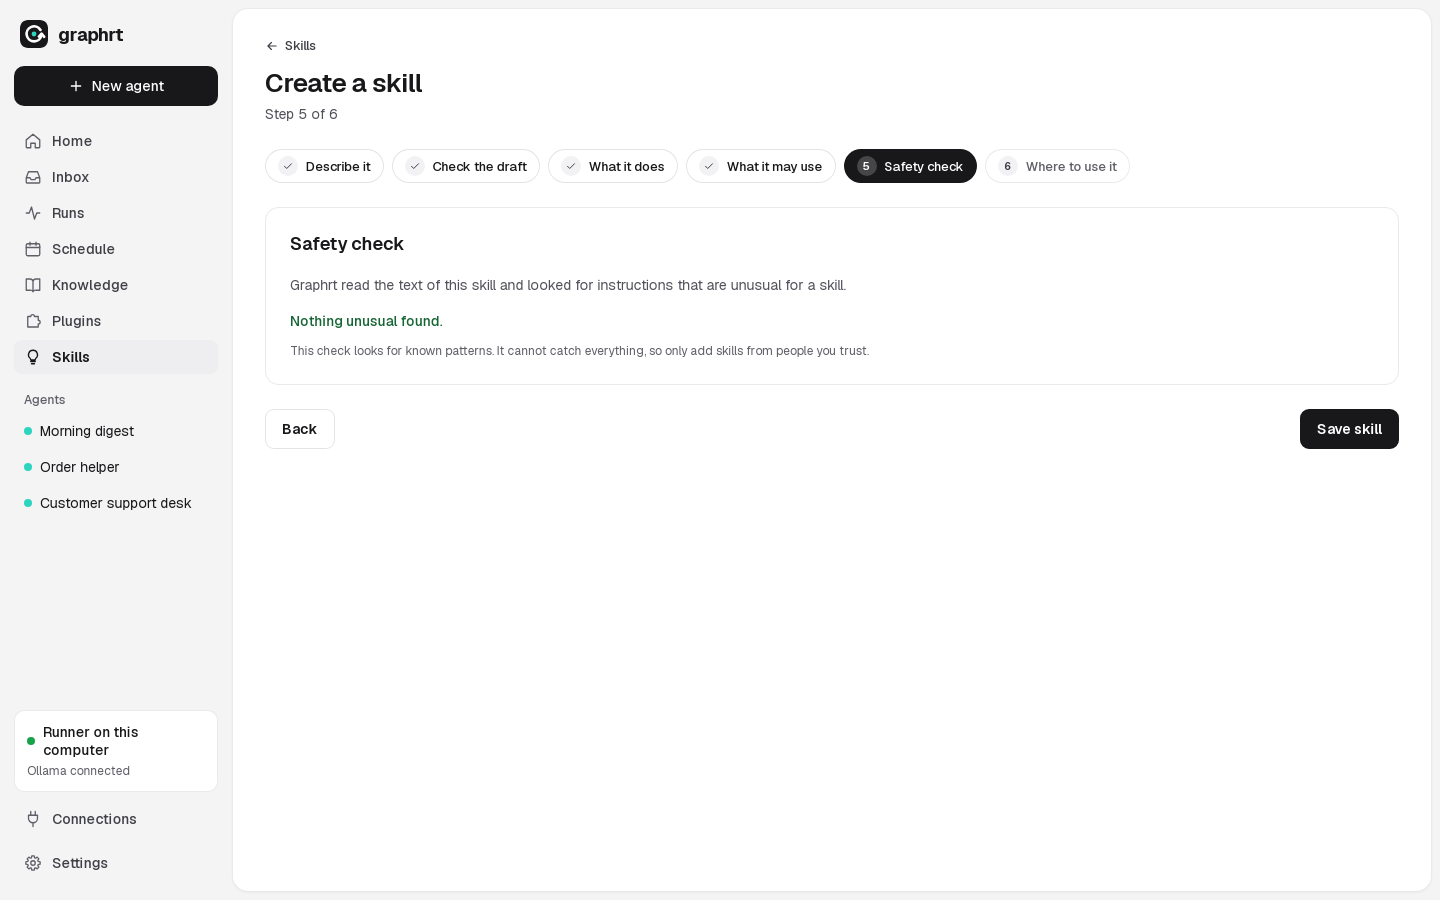 graphrt
New agent
Home
Inbox
Runs
Schedule
Knowledge
Plugins
Skills
Agents
Morning digest
Order helper
Customer support desk
Runner on this
computer
Ollama connected
Connections
Settings
Skills
Create a skill
Step 5 of 6
Describe it
Check the draft
What it does
What it may use
5 Safety check
6 Where to use it
Safety check
Graphrt read the text of this skill and looked for instructions that are unusual for a skill.
Nothing unusual found.
This check looks for known patterns. It cannot catch everything, so only add skills from people you trust.
Back
Save skill